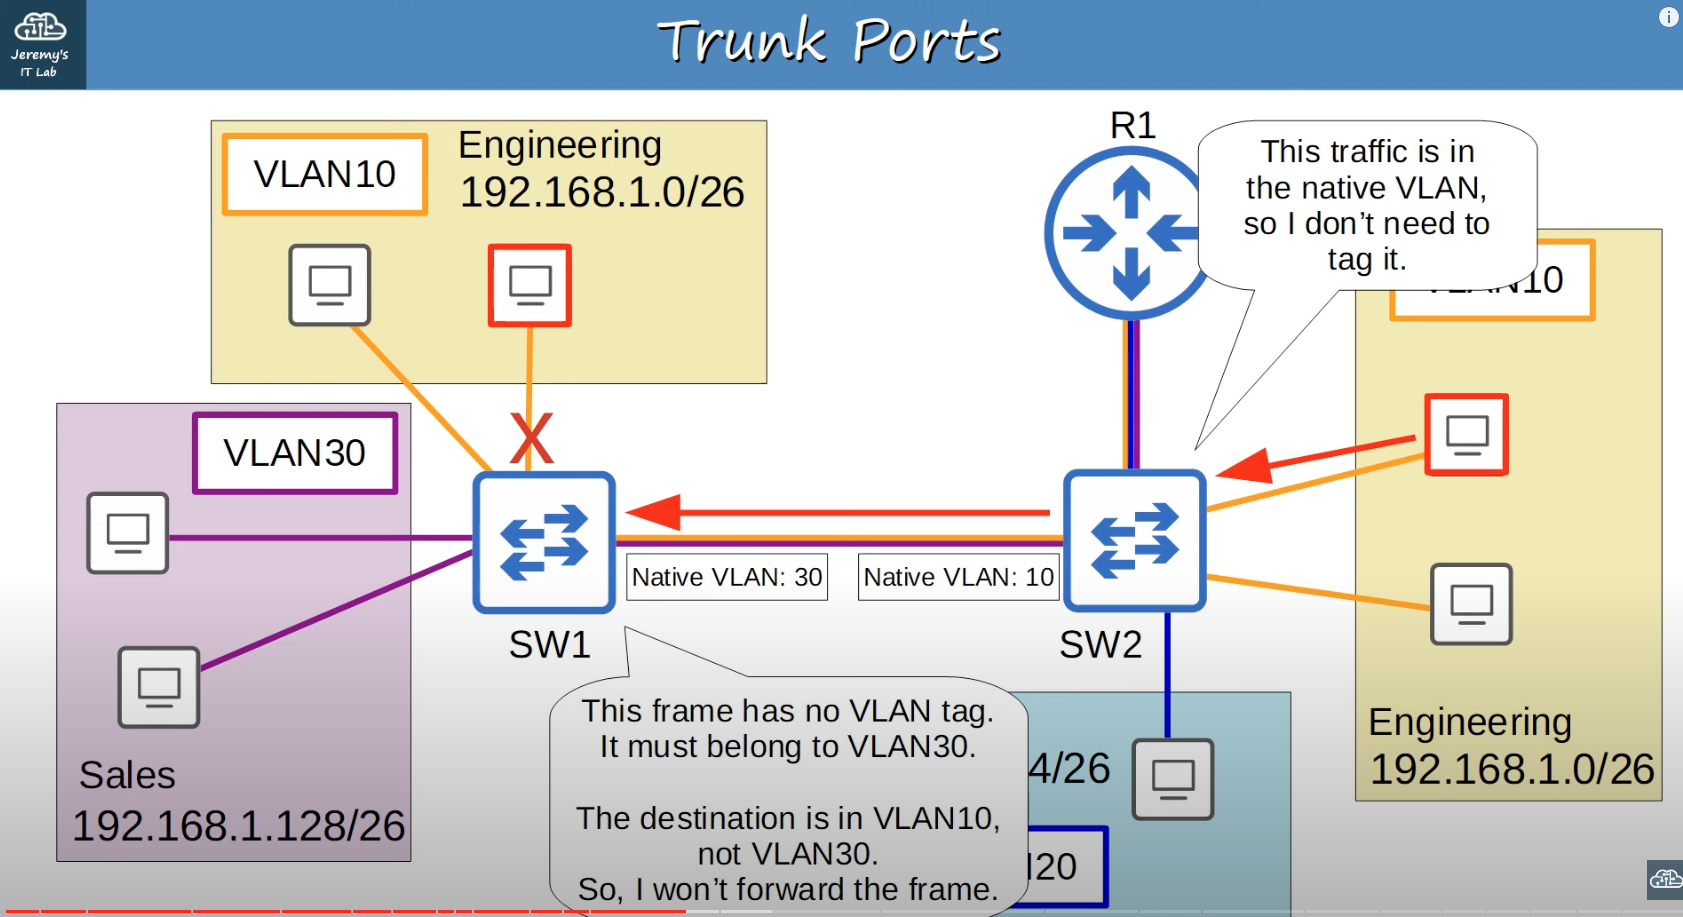 Jeremy's
IT Lab
Trunk Ports
VLAN10
Engineering
192.168.1.0/26
R1
This traffic is in
the native VLAN,
so I don't need to
tag it.
VLAN10
VLAN30
X
Native VLAN: 30
Native VLAN: 10
SW1
SW2
Sales
192.168.1.128/26
This frame has no VLAN tag.
It must belong to VLAN30.
The destination is in VLAN10,
not VLAN30.
So, I won't forward the frame.
4/26
20
Engineering
192.168.1.0/26